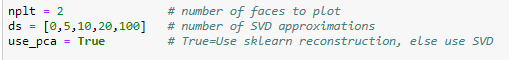 nplt = 2                # number of faces to plot
ds = [0,5,10,20,100]    # number of SVD approximations
use_pca = True          # True=Use sklearn reconstruction, else use SVD